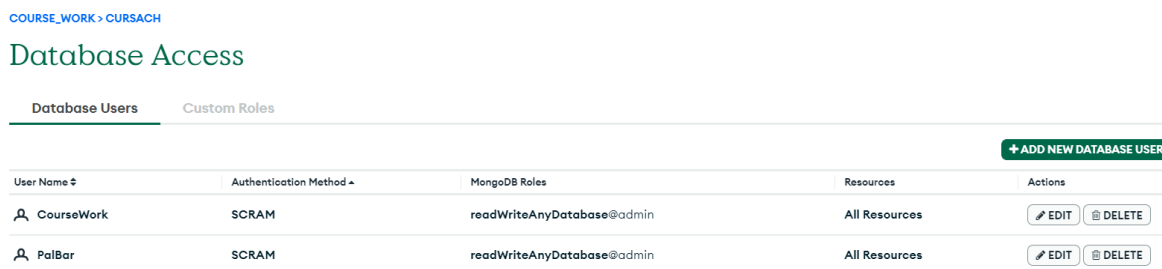 COURSE_WORK > CURSACH
Database Access
Database Users Custom Roles
+ ADD NEW DATABASE USER
User Name Authentication Method MongoDB Roles Resources Actions
CourseWork SCRAM readWriteAnyDatabase@admin All Resources EDIT DELETE
PalBar SCRAM readWriteAnyDatabase@admin All Resources EDIT DELETE